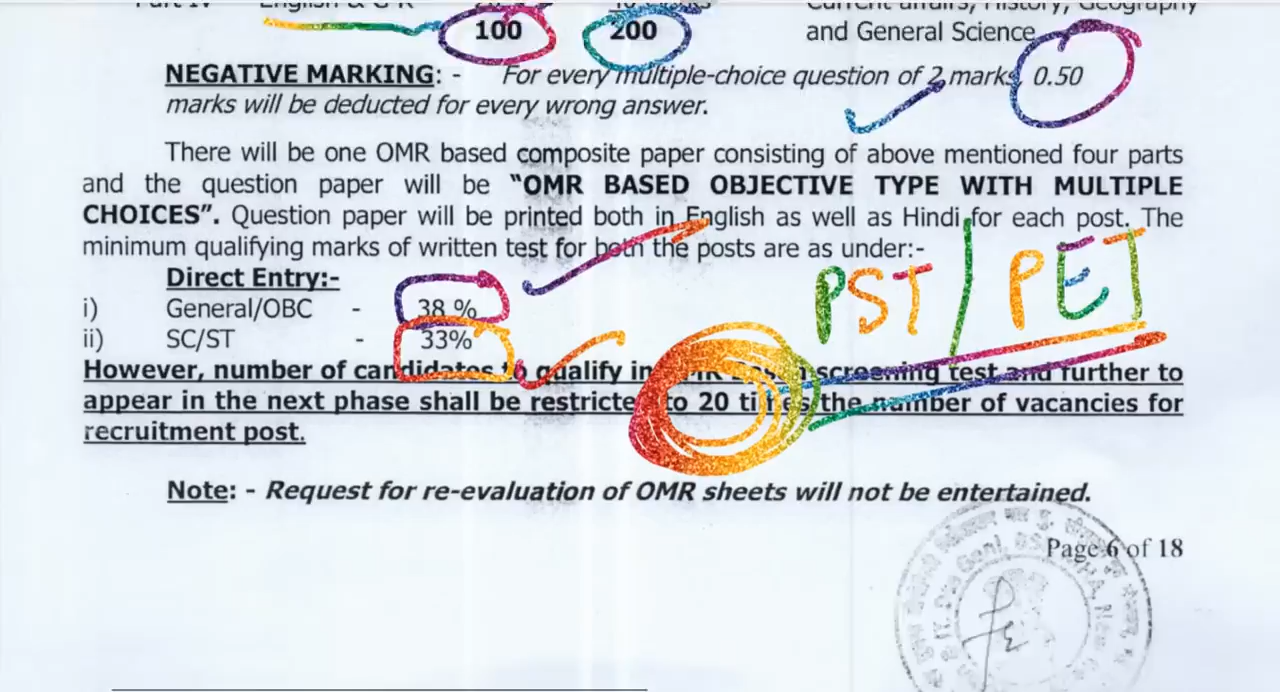 English & G K
100 200 and General Science
NEGATIVE MARKING: - For every multiple-choice question of 2 marks, 0.50
marks will be deducted for every wrong answer.
There will be one OMR based composite paper consisting of above mentioned four parts
and the question paper will be “OMR BASED OBJECTIVE TYPE WITH MULTIPLE
CHOICES”. Question paper will be printed both in English as well as Hindi for each post. The
minimum qualifying marks of written test for both the posts are as under:-
Direct Entry:-
i) General/OBC - 38 %
ii) SC/ST - 33%
PST/PET
However, number of candidates to qualify in screening test and further to
appear in the next phase shall be restricted to 20 times the number of vacancies for
recruitment post.
Note: - Request for re-evaluation of OMR sheets will not be entertained.
Page 6 of 18